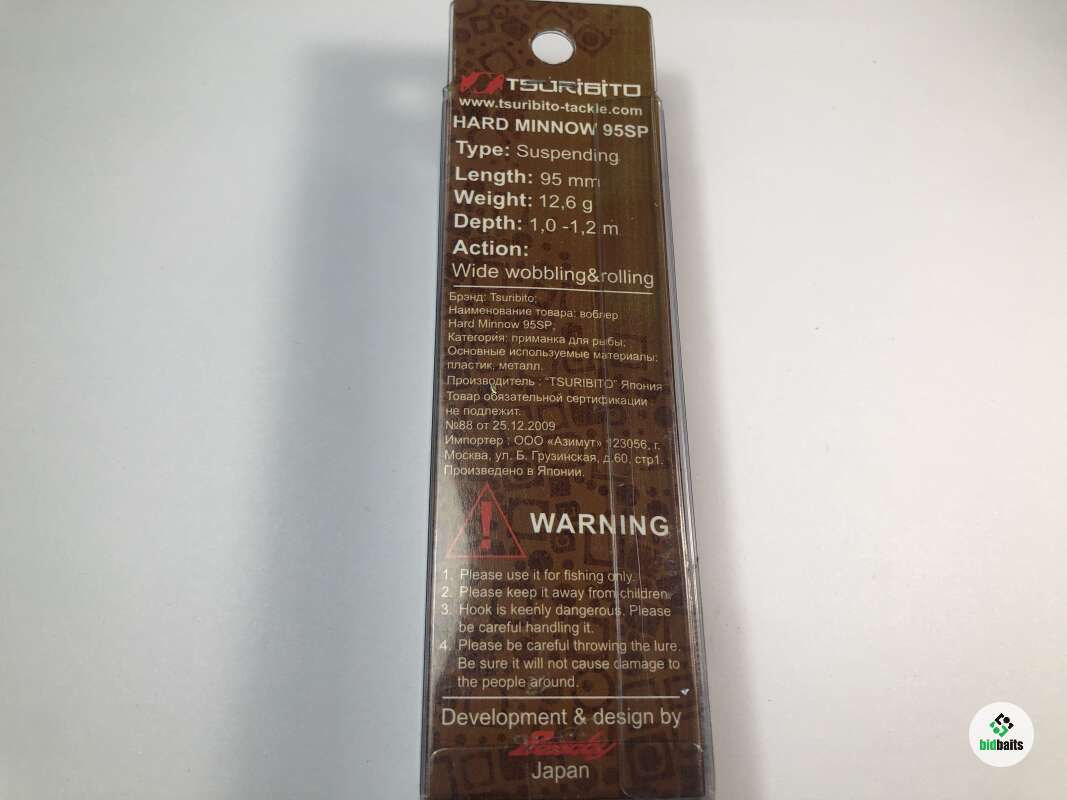 TSURIBITO
www.tsuribito-tackle.com
HARD MINNOW 95SP
Type: Suspending
Length: 95 mm
Weight: 12,6 g
Depth: 1,0 -1,2 m
Action:
Wide wobbling&rolling
Брэнд: Tsuribito;
Наименование товара: воблер
Hard Minnow 95SP;
Категория: приманка для рыбы;
Основные используемые материалы:
пластик, металл.
Производитель : "TSURIBITO" Япония
Товар обязательной сертификации
не подлежит.
№88 от 25.12.2009
Импортер : ООО «Азимут» 123056, г.
Москва, ул. Б. Грузинская, д.60, стр1.
Произведено в Японии.
WARNING
1. Please use it for fishing only.
2. Please keep it away from children.
3. Hook is keenly dangerous. Please
be careful handling it.
4. Please be careful throwing the lure.
Be sure it will not cause damage to
the people around.
Development & design by
Japan
bidbaits